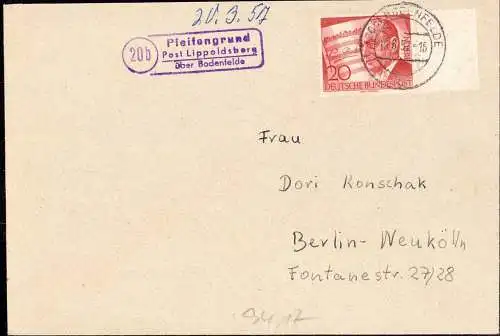 20.3.57
20b
Pfeifengrund
Post Lippoldsberg
über Bodenfelde
20
DEUTSCHE BUNDESPOST
Frau
Dori Konschak
Berlin-Neukölln
Fontanestr. 27/28